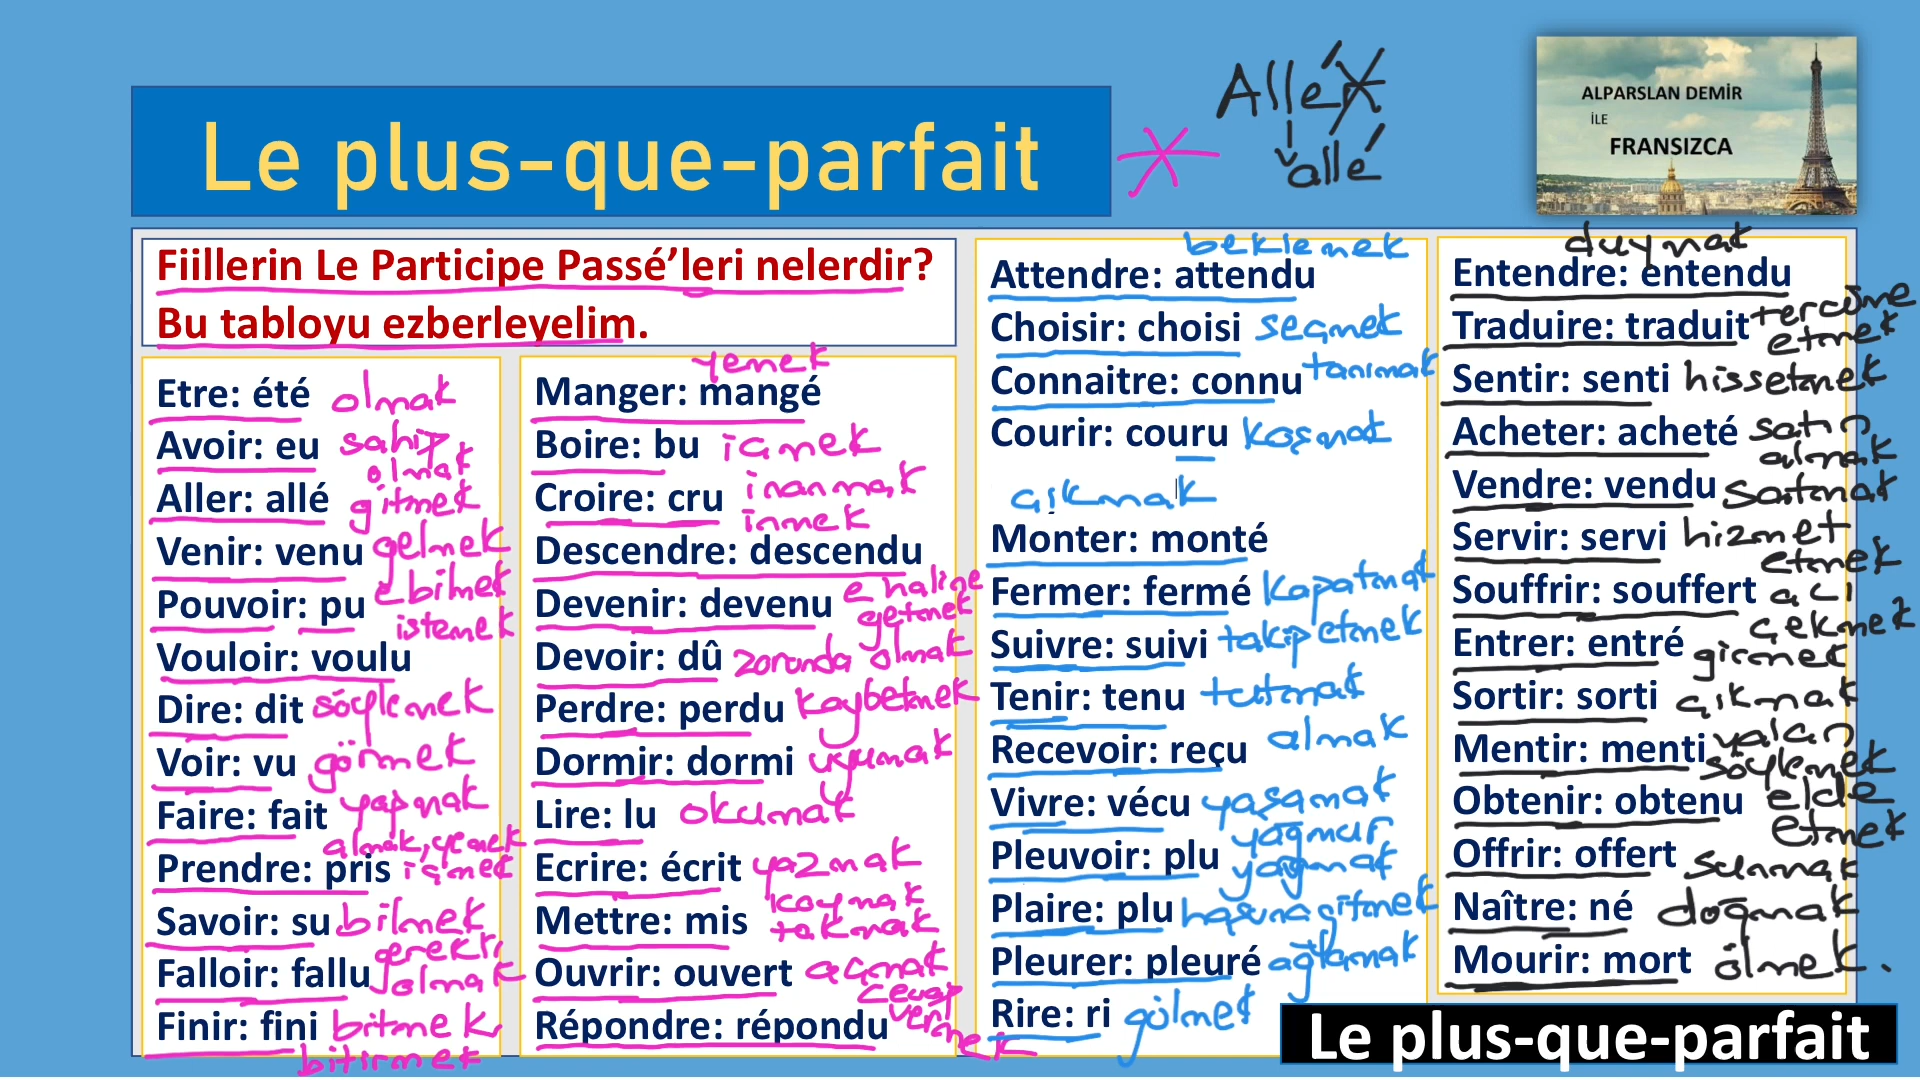 Le plus-que-parfait
Allér
allé
ALPARSLAN DEMİR
İLE
FRANSIZCA
Fiillerin Le Participe Passé’leri nelerdir?
Bu tabloyu ezberleyelim.
Etre: été olmak
Avoir: eu sahip olmak
Aller: allé gitmek
Venir: venu gelmek
Pouvoir: pu ebilmek
istemek
Vouloir: voulu
Dire: dit söylemek
Voir: vu görmek
Faire: fait yapmak
almak, yemek
Prendre: pris içmek
Savoir: su bilmek
Falloir: fallu gerekli olmak
Finir: fini bitmek
bitirmek
yemek
Manger: mangé
Boire: bu içmek
Croire: cru inanmak
inmek
Descendre: descendu
Devenir: devenu e haline getmek
Devoir: dû zorunda olmak
Perdre: perdu kaybetmek
Dormir: dormi uyumak
Lire: lu okumak
Ecrire: écrit yazmak
Mettre: mis koymak takmak
Ouvrir: ouvert açmak
Répondre: répondu cevap vermek
beklemek
Attendre: attendu
Choisir: choisi seçmek
Connaitre: connu tanımak
Courir: couru koşmak
çıkmak
Monter: monté
Fermer: fermé kapatmak
Suivre: suivi takip etmek
Tenir: tenu tutmak
Recevoir: reçu almak
Vivre: vécu yaşamak
Pleuvoir: plu yağmur yağmak
Plaire: plu hoşuna gitmek
Pleurer: pleuré ağlamak
Rire: ri gülmek
duymak
Entendre: entendu
Traduire: traduit tercüme etmek
Sentir: senti hissetmek
Acheter: acheté satın almak
Vendre: vendu satmak
Servir: servi hizmet etmek
Souffrir: souffert acı çekmek
Entrer: entré girmek
Sortir: sorti çıkmak
Mentir: menti yalan söylemek
Obtenir: obtenu elde etmek
Offrir: offert sunmak
Naître: né doğmak
Mourir: mort ölmek.
Le plus-que-parfait